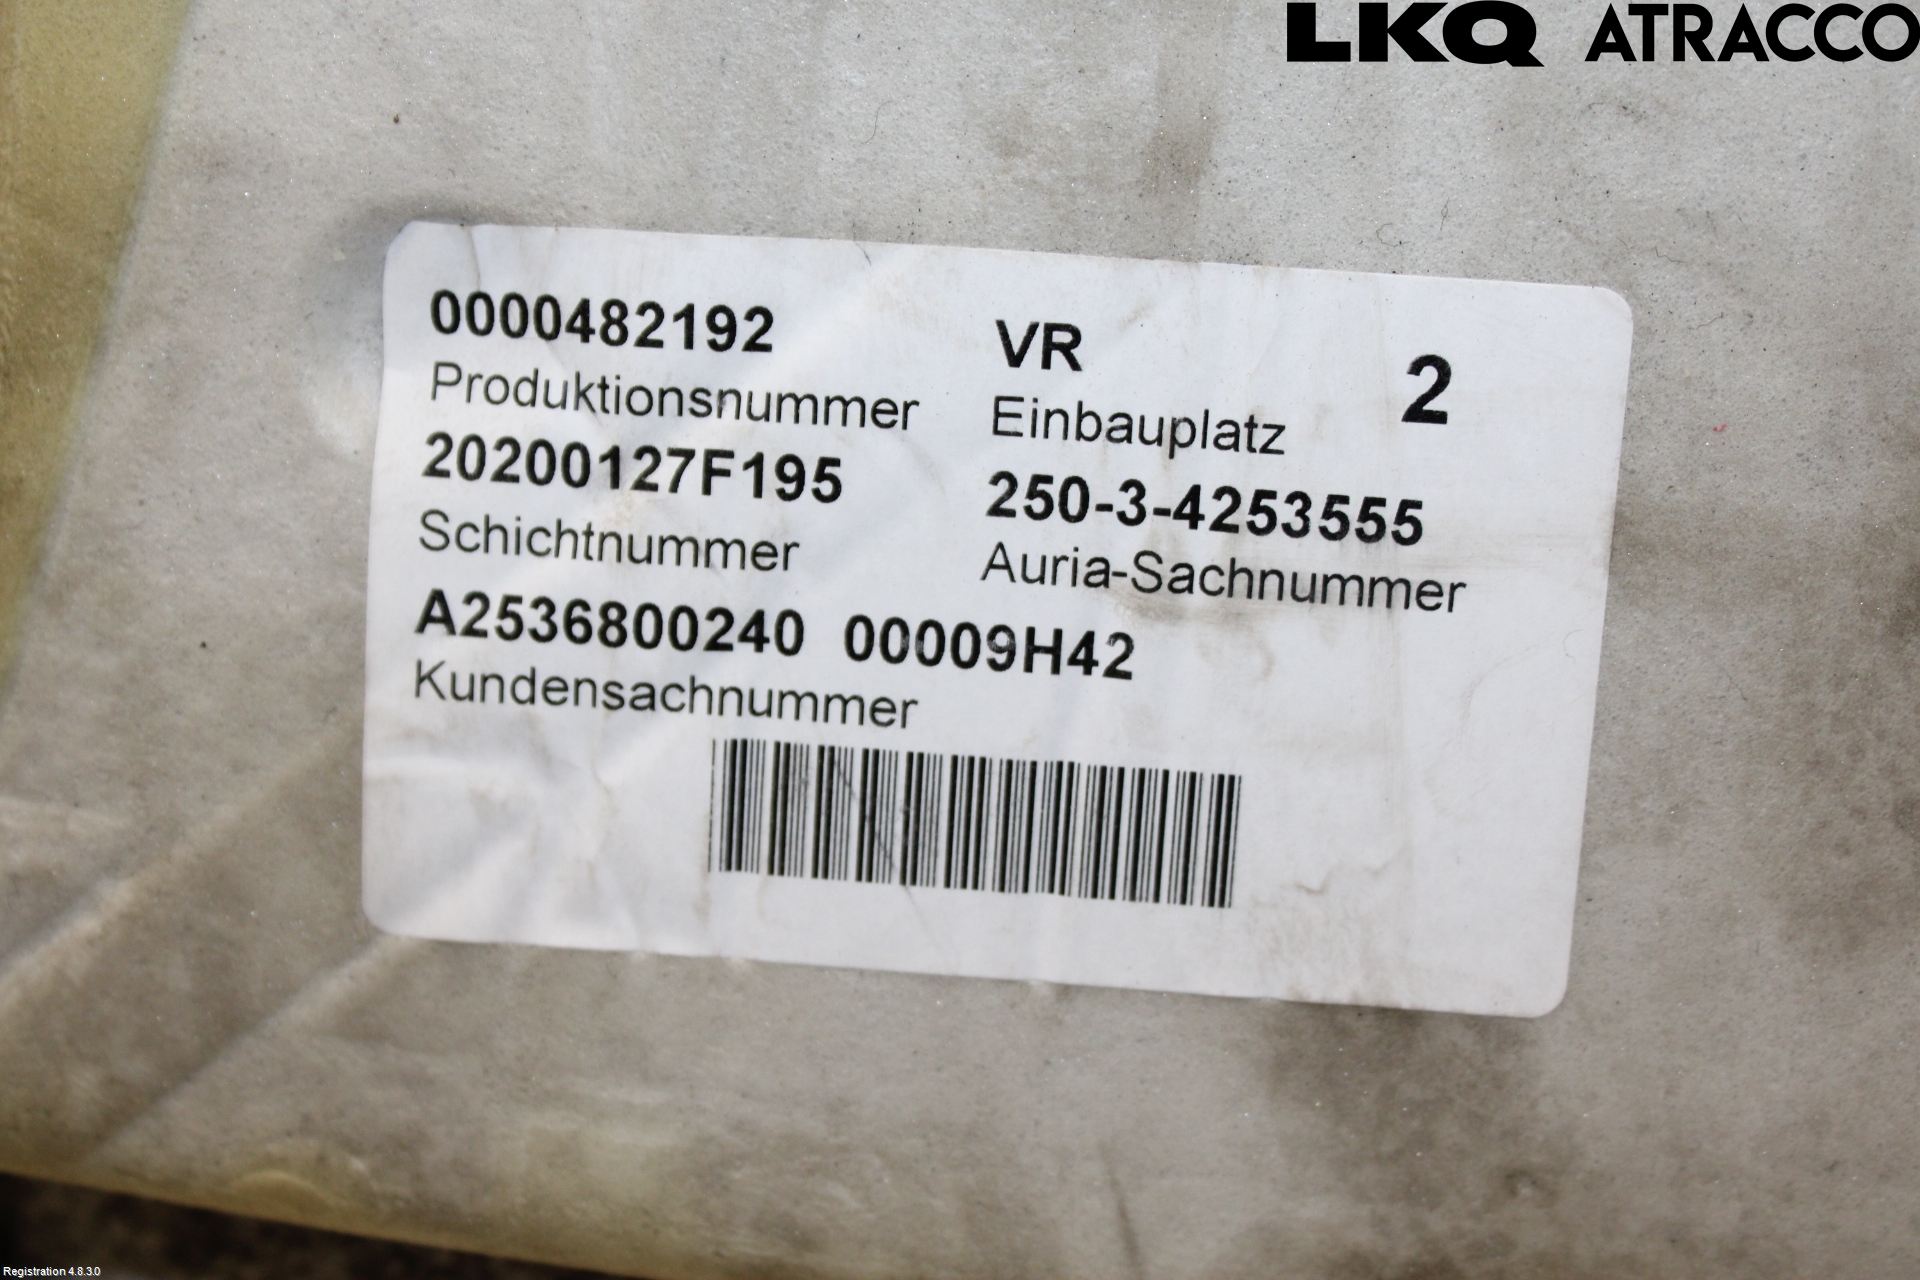 LKQ ATRACCO
0000482192
Produktionsnummer
VR
Einbauplatz
2
20200127F195
Schichtnummer
250-3-4253555
Auria-Sachnummer
A2536800240 00009H42
Kundensachnummer
Registration 4.8.3.0